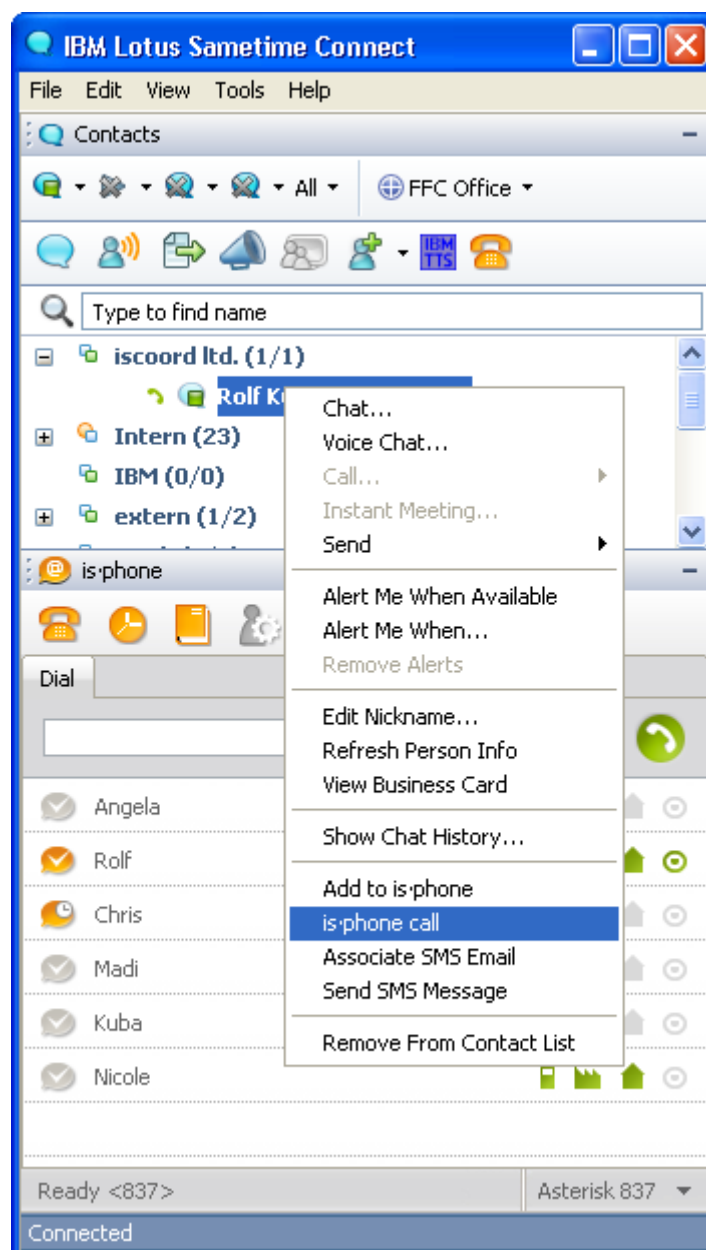 IBM Lotus Sametime Connect
File Edit View Tools Help
Contacts
All FFC Office
IBM
TTS
Type to find name
iscoord ltd. (1/1)
Rolf
Intern (23)
IBM (0/0)
extern (1/2)
Chat...
Voice Chat...
Call...
Instant Meeting...
Send
Alert Me When Available
Alert Me When...
Remove Alerts
Edit Nickname...
Refresh Person Info
View Business Card
Show Chat History...
Add to is·phone
is·phone call
Associate SMS Email
Send SMS Message
Remove From Contact List
is·phone
Dial
Angela
Rolf
Chris
Madi
Kuba
Nicole
Ready <837> Asterisk 837
Connected